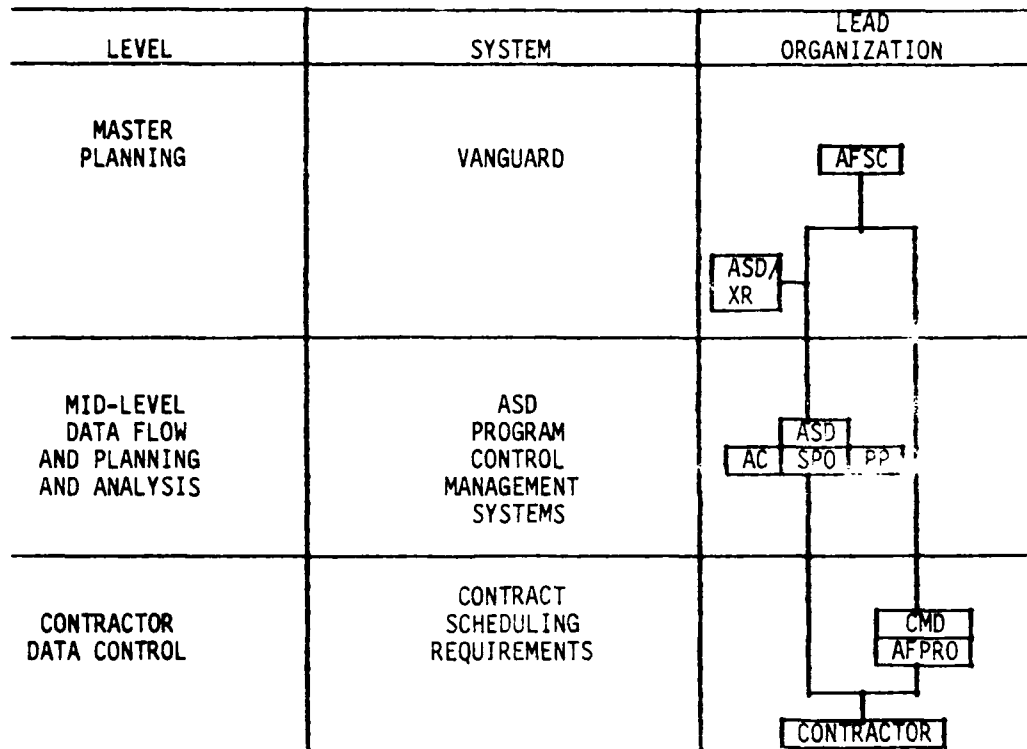 LEVEL
SYSTEM
LEAD
ORGANIZATION
MASTER
PLANNING
VANGUARD
AFSC
ASD/
XR
MID-LEVEL
DATA FLOW
AND PLANNING
AND ANALYSIS
ASD
PROGRAM
CONTROL
MANAGEMENT
SYSTEMS
ASD
AC SPO PP
CONTRACTOR
DATA CONTROL
CONTRACT
SCHEDULING
REQUIREMENTS
CMD
AFPRO
CONTRACTOR